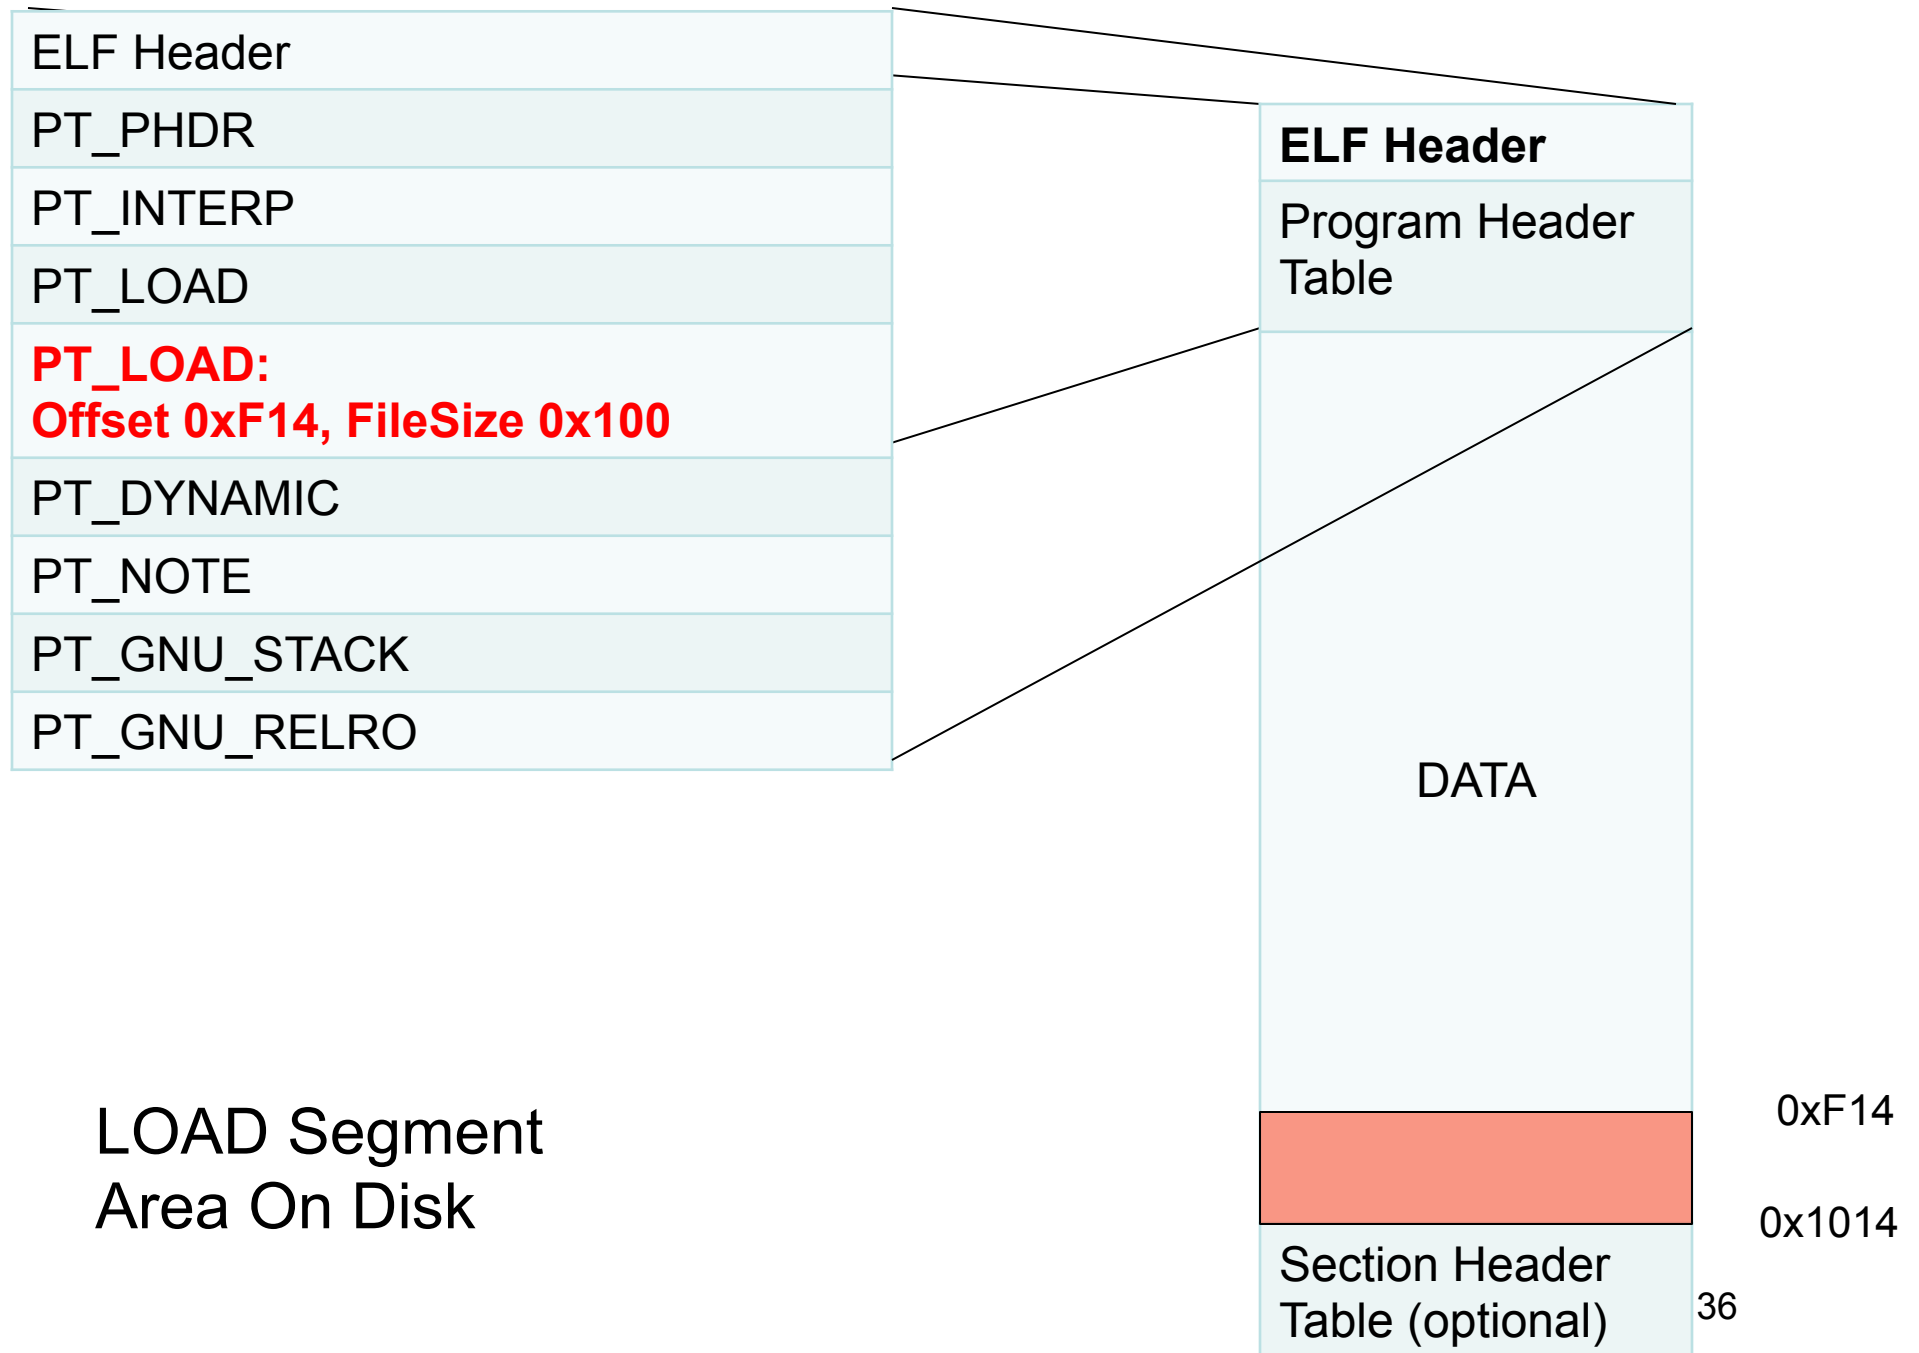 ELF Header
PT_PHDR
PT_INTERP
PT_LOAD
PT_LOAD:
Offset 0xF14, FileSize 0x100
PT_DYNAMIC
PT_NOTE
PT_GNU_STACK
PT_GNU_RELRO
LOAD Segment
Area On Disk
ELF Header
Program Header
Table
DATA
0xF14
0x1014
Section Header
Table (optional)
36